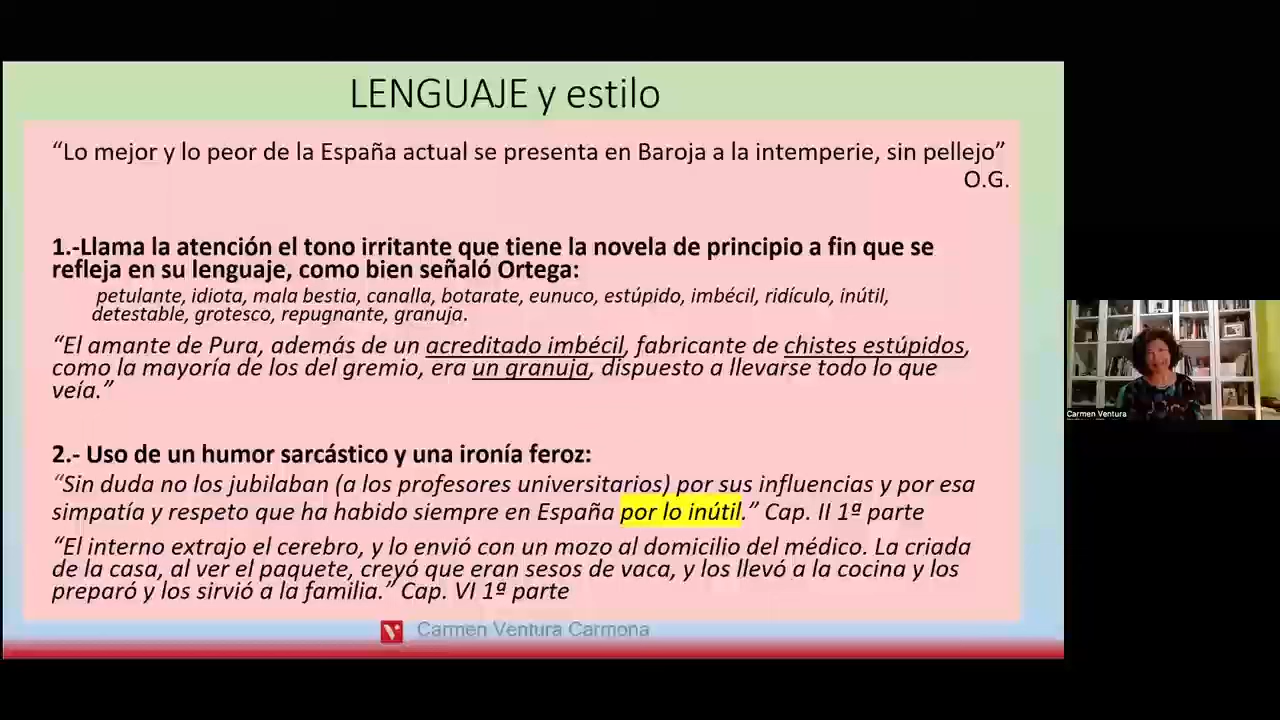 LENGUAJE y estilo
“Lo mejor y lo peor de la España actual se presenta en Baroja a la intemperie, sin pellejo”
O.G.
1.-Llama la atención el tono irritante que tiene la novela de principio a fin que se
refleja en su lenguaje, como bien señaló Ortega:
petulante, idiota, mala bestia, canalla, botarate, eunuco, estúpido, imbécil, ridículo, inútil,
detestable, grotesco, repugnante, granuja.
“El amante de Pura, además de un acreditado imbécil, fabricante de chistes estúpidos,
como la mayoría de los del gremio, era un granuja, dispuesto a llevarse todo lo que
veía.”
2.- Uso de un humor sarcástico y una ironía feroz:
“Sin duda no los jubilaban (a los profesores universitarios) por sus influencias y por esa
simpatía y respeto que ha habido siempre en España por lo inútil.” Cap. II 1ª parte
“El interno extrajo el cerebro, y lo envió con un mozo al domicilio del médico. La criada
de la casa, al ver el paquete, creyó que eran sesos de vaca, y los llevó a la cocina y los
preparó y los sirvió a la familia.” Cap. VI 1ª parte
Carmen Ventura Carmona
Carmen Ventura